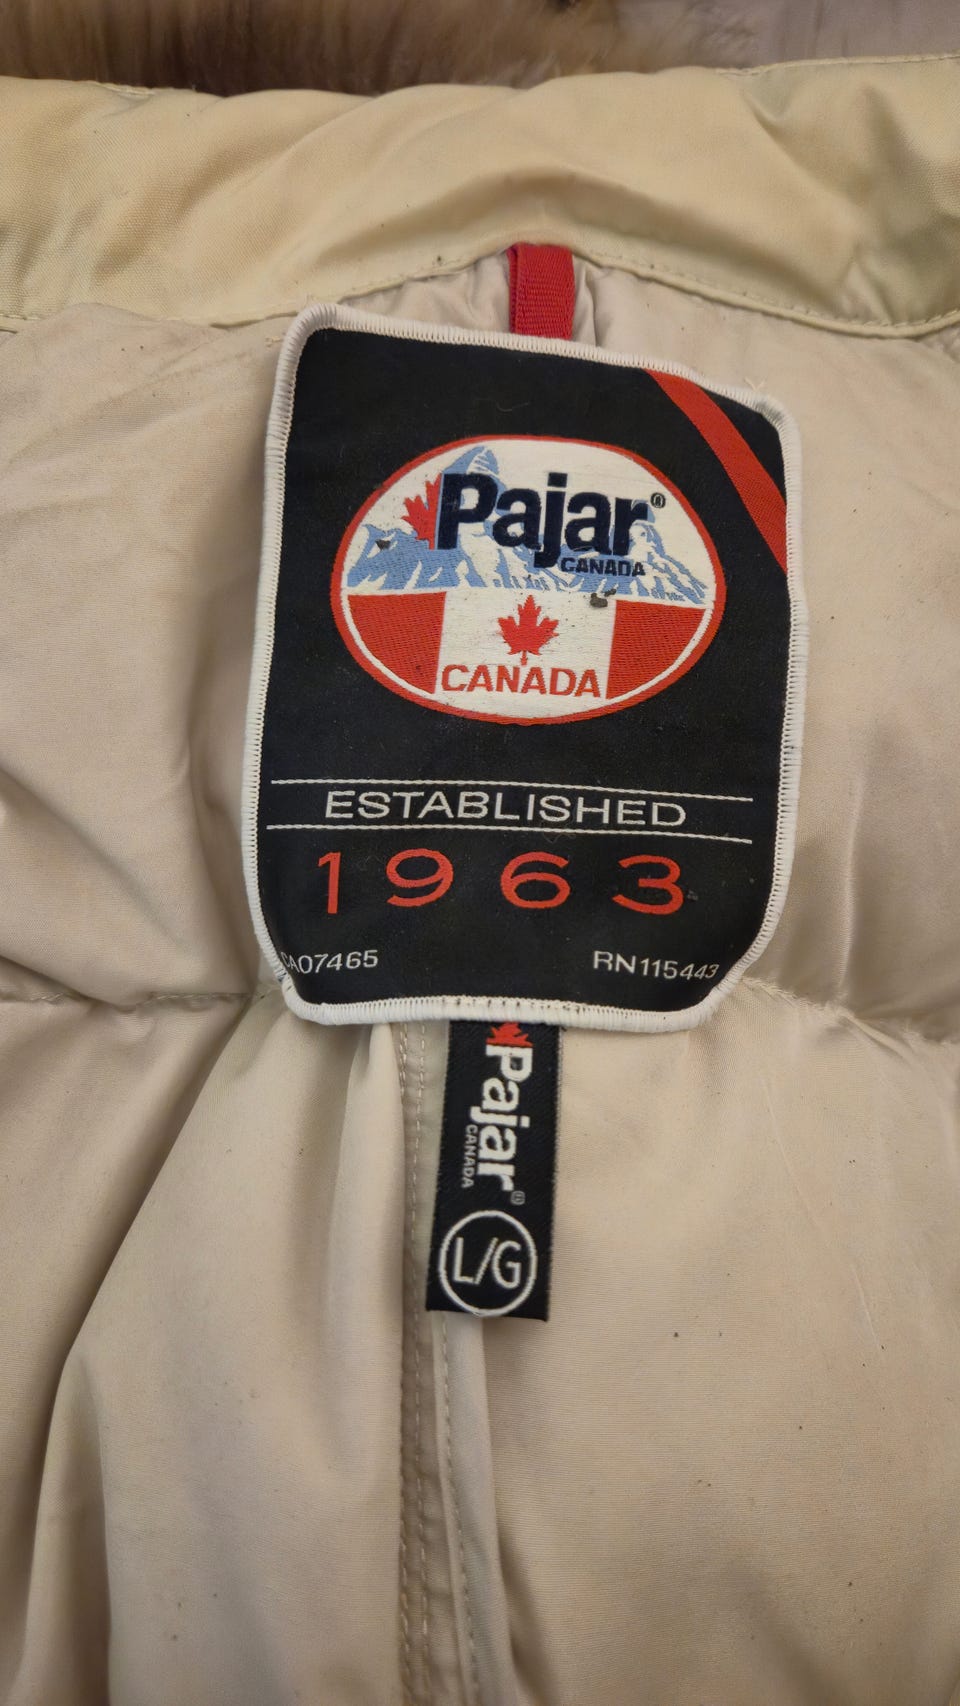 Pajar®
CANADA
CANADA
ESTABLISHED
1963
CA07465 RN115443
Pajar®
CANADA
L/G